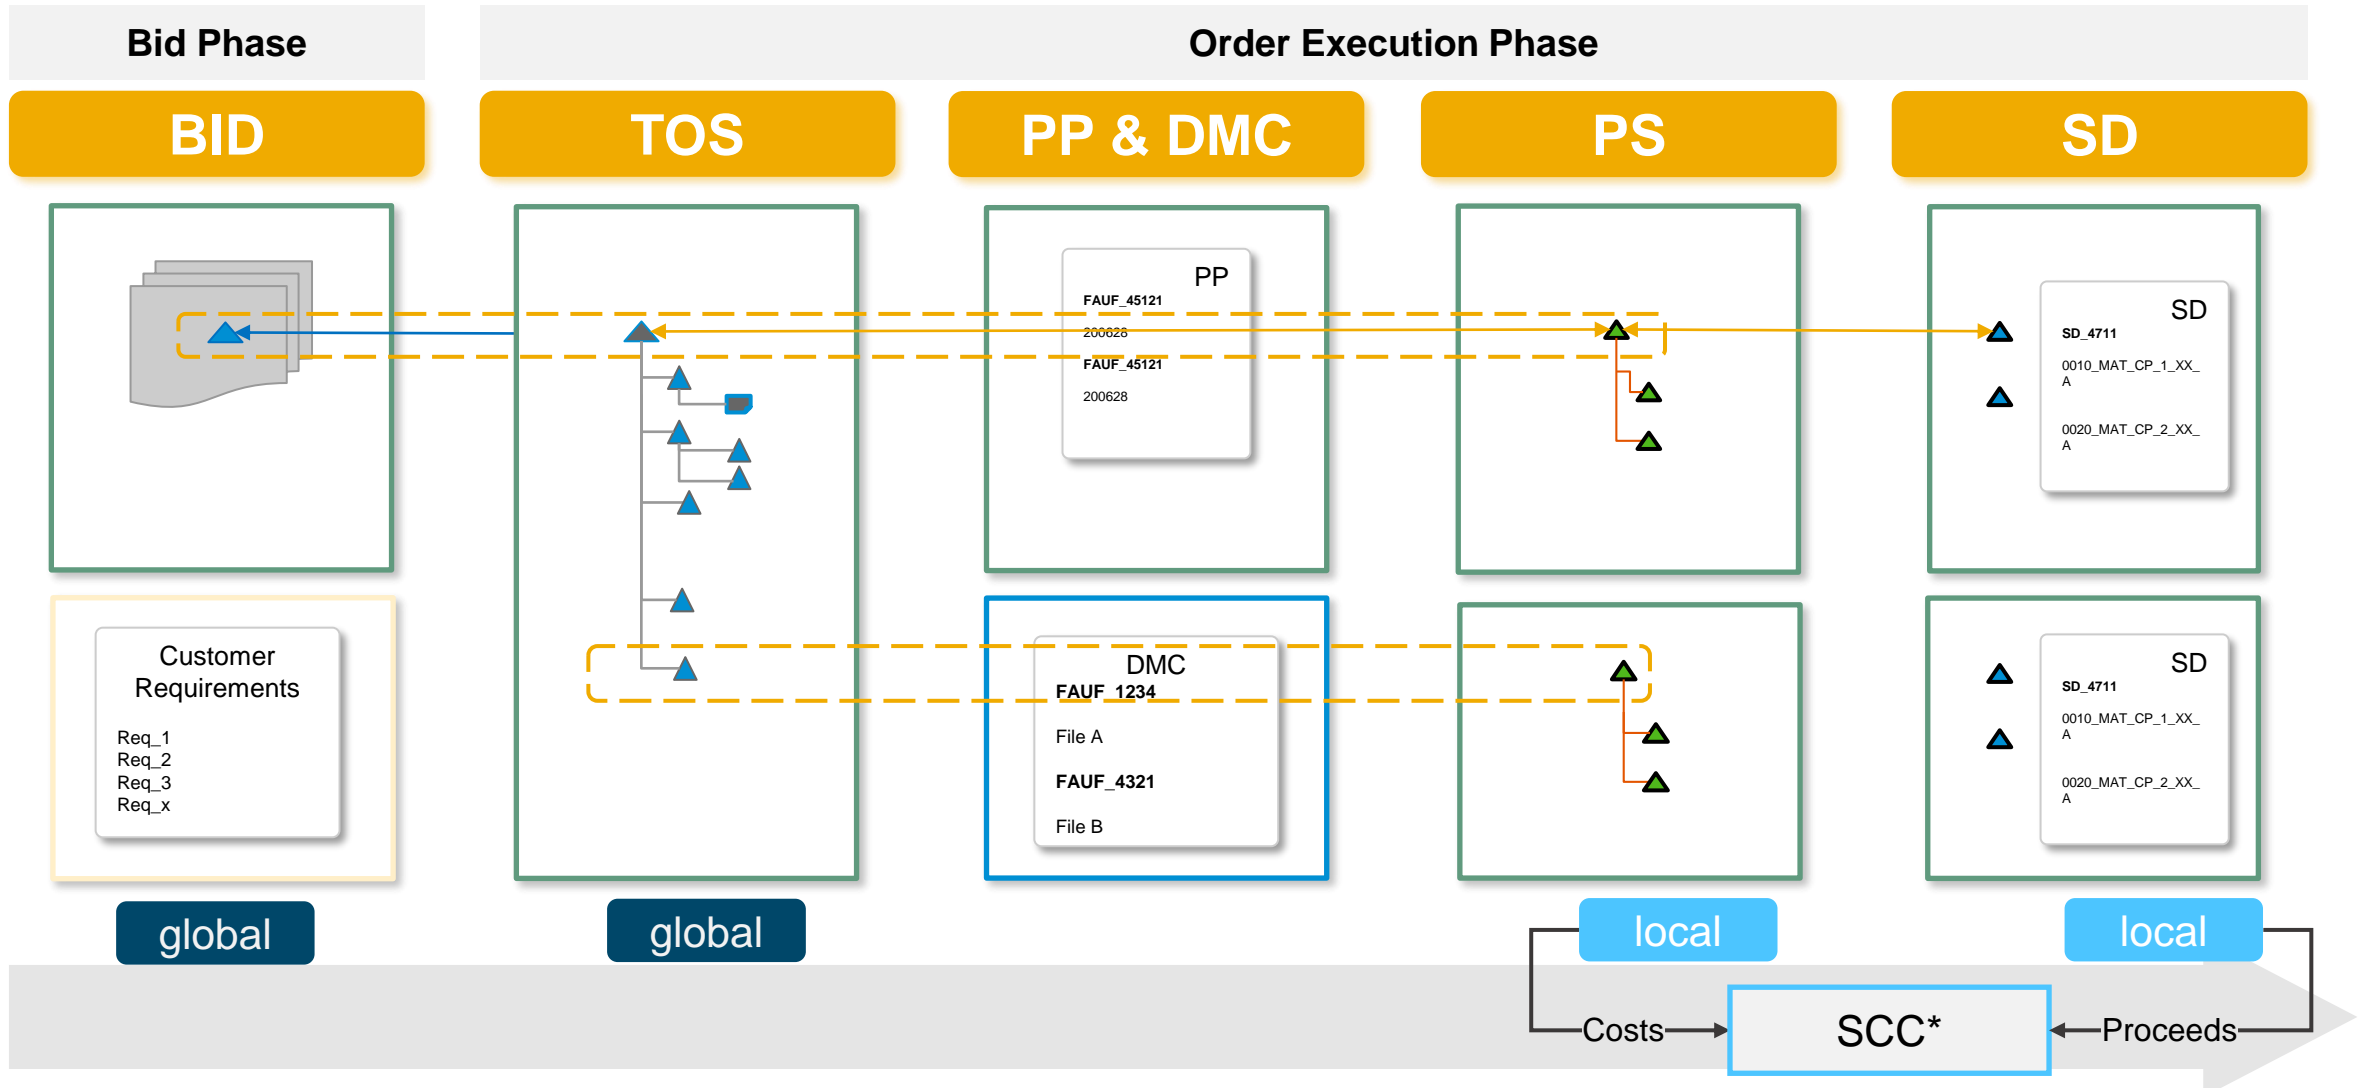 Bid Phase
Order Execution Phase
BID
TOS
PP & DMC
PS
SD
PP
FAUF_45121
200628
FAUF_45121
200628
SD
SD_4711
0010_MAT_CP_1_XX_
A
0020_MAT_CP_2_XX_
A
Customer
Requirements
Req_1
Req_2
Req_3
Req_x
DMC
FAUF_1234
File A
FAUF_4321
File B
SD
SD_4711
0010_MAT_CP_1_XX_
A
0020_MAT_CP_2_XX_
A
global
global
local
local
Costs
SCC*
Proceeds